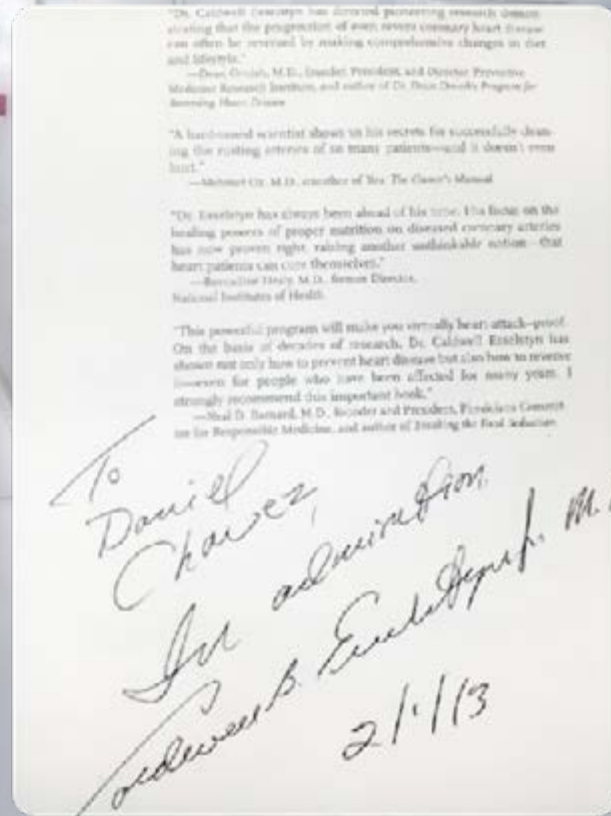 "Dr. Caldwell Esselstyn has directed pioneering research demon-
strating that the progression of even severe coronary heart disease
can often be reversed by making comprehensive changes in diet
and lifestyle."
—Dean Ornish, M.D., founder, President, and Director Preventive
Medicine Research Institute, and author of Dr. Dean Ornish's Program for
Reversing Heart Disease
"A hard-nosed scientist shows us his secrets for successfully clean-
ing the rusting arteries of so many patients—and it doesn't even
hurt."
—Mehmet Oz, M.D., coauthor of You: The Owner's Manual
"Dr. Esselstyn has always been ahead of his time. His focus on the
healing powers of proper nutrition on diseased coronary arteries
has now proven right, raising another unthinkable notion—that
heart patients can cure themselves."
—Bernadine Healy, M.D., former Director,
National Institutes of Health
"This powerful program will make you virtually heart-attack-proof.
On the basis of decades of research, Dr. Caldwell Esselstyn has
shown not only how to prevent heart disease but also how to reverse
it—even for people who have been affected for many years. I
strongly recommend this important book."
—Neal D. Barnard, M.D., founder and President, Physicians Commit-
tee for Responsible Medicine, and author of Breaking the Food Seduction
To
Daniel
Chavez,
In admiration
Caldwell B. Esselstyn Jr. M.
2/1/13